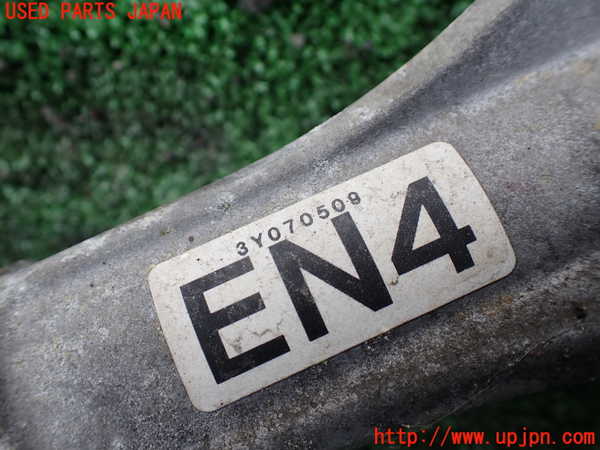 USED PARTS JAPAN
3Y070509
EN4
http://www.upjpn.com/